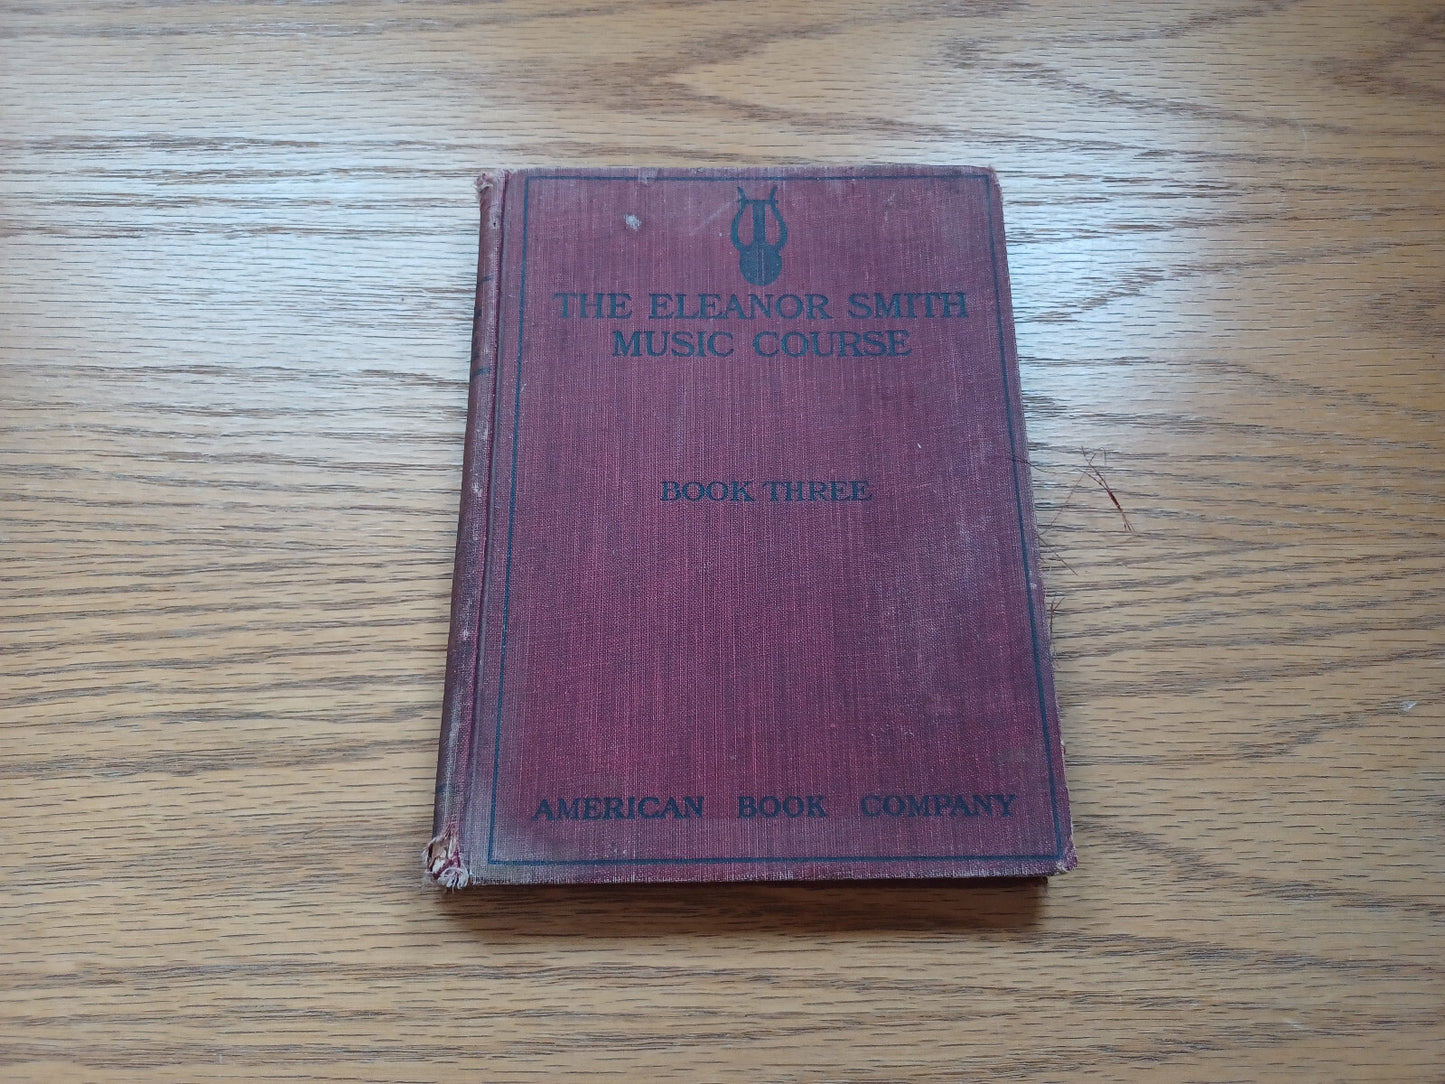 THE ELEANOR SMITH
MUSIC COURSE
BOOK THREE
AMERICAN BOOK COMPANY